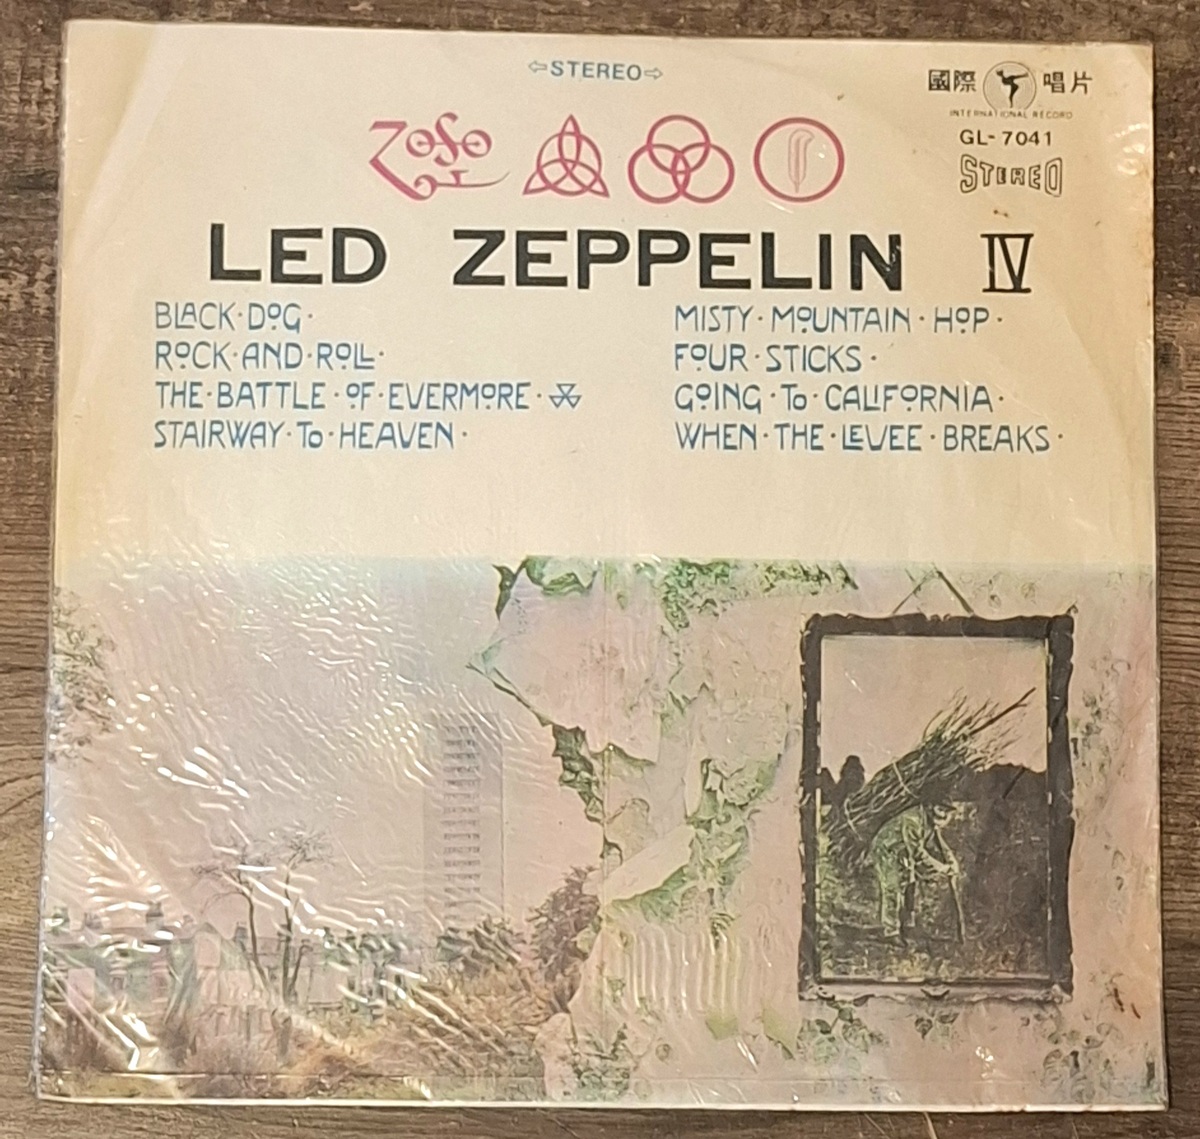 ⇦STEREO⇨
國際 唱片
INTERNATIONAL RECORD
GL-7041
STEREO
ZOSO
LED ZEPPELIN IV
BLACK·DOG·
ROCK·AND·ROLL·
THE·BATTLE·OF·EVERMORE·
STAIRWAY·To·HEAVEN·
MISTY·MOUNTAIN·HOP·
FOUR·STICKS·
GOING·To·CALIFORNIA·
WHEN·THE·LEVEE·BREAKS·